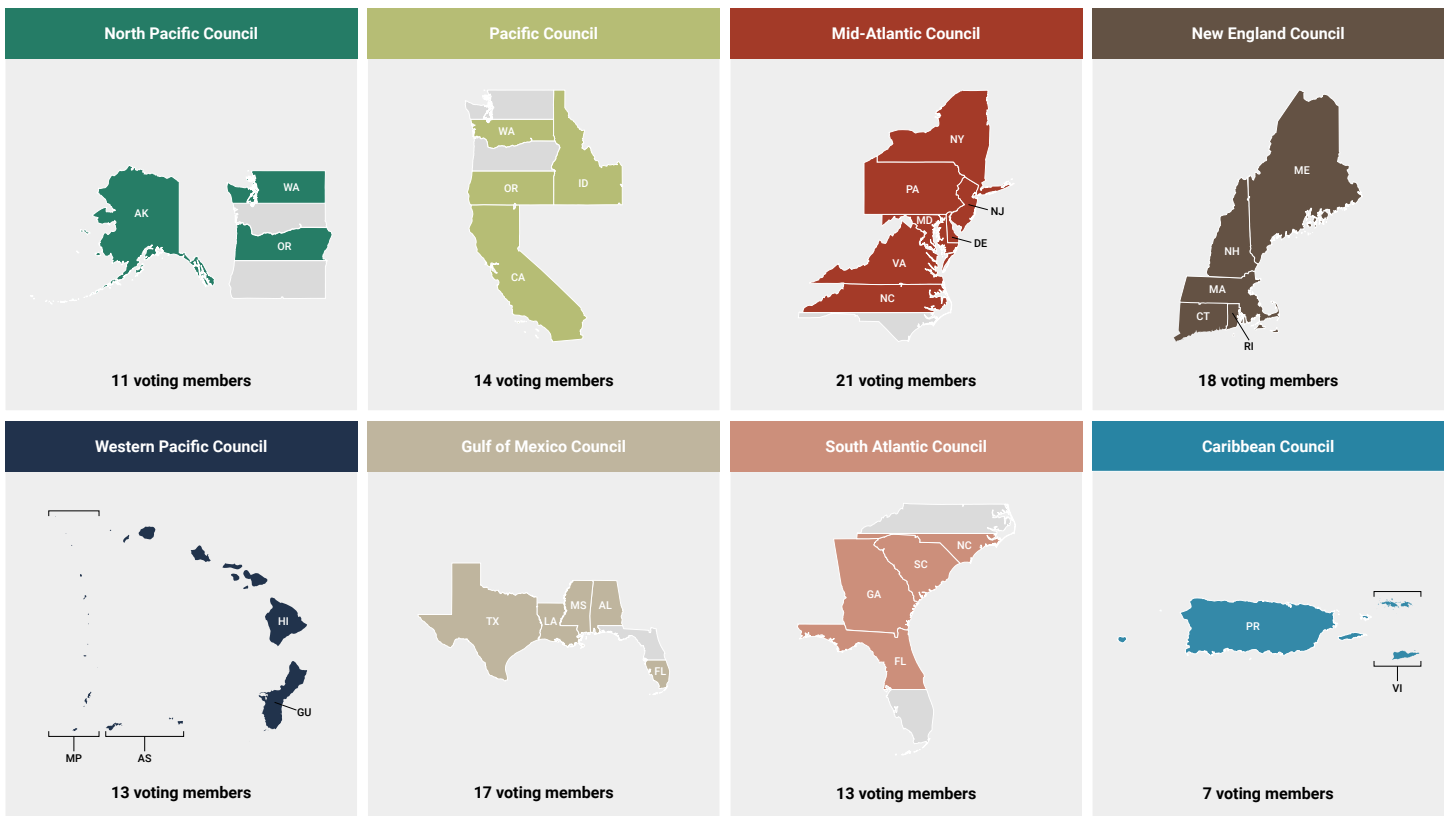 North Pacific Council
AK
WA
OR
11 voting members
Pacific Council
WA
OR
ID
CA
14 voting members
Mid-Atlantic Council
NY
PA
NJ
MD
DE
VA
NC
21 voting members
New England Council
ME
NH
MA
CT
RI
18 voting members
Western Pacific Council
HI
GU
MP
AS
13 voting members
Gulf of Mexico Council
TX
LA
MS
AL
FL
17 voting members
South Atlantic Council
NC
SC
GA
FL
13 voting members
Caribbean Council
PR
VI
7 voting members